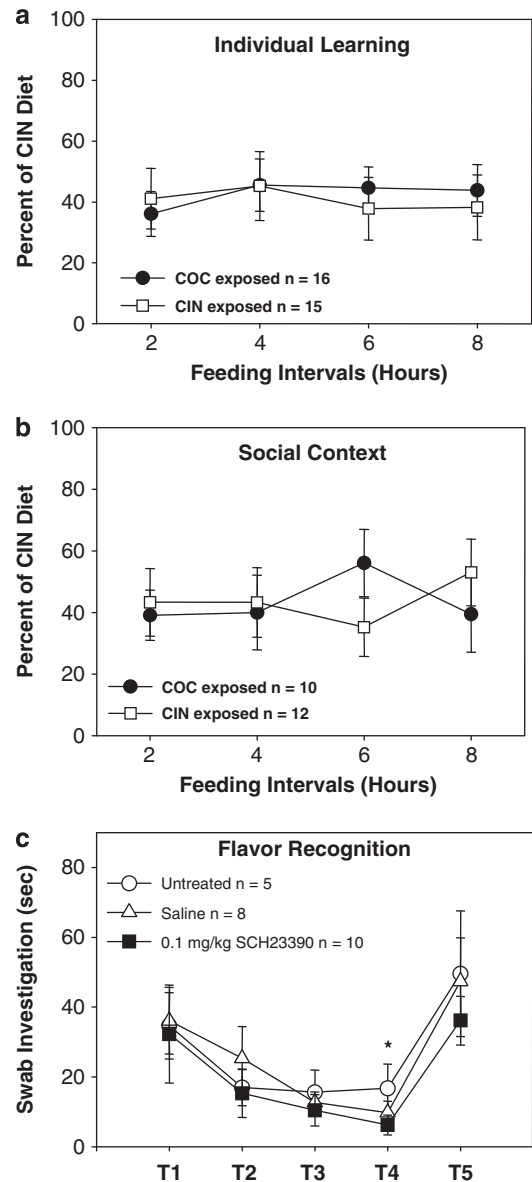 a
Individual Learning
Percent of CIN Diet
100
80
60
40
20
0
COC exposed n = 16
CIN exposed n = 15
2 4 6 8
Feeding Intervals (Hours)
b
Social Context
Percent of CIN Diet
100
80
60
40
20
0
COC exposed n = 10
CIN exposed n = 12
2 4 6 8
Feeding Intervals (Hours)
c
Flavor Recognition
Swab Investigation (sec)
80
60
40
20
0
Untreated n = 5
Saline n = 8
0.1 mg/kg SCH23390 n = 10
*
T1 T2 T3 T4 T5